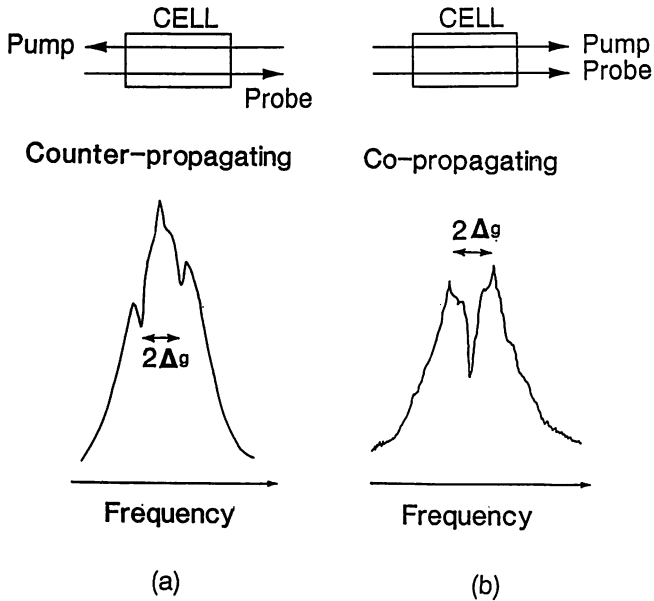 CELL
Pump
Probe
Counter-propagating
2Δg
Frequency
(a)
CELL
Pump
Probe
Co-propagating
2Δg
Frequency
(b)